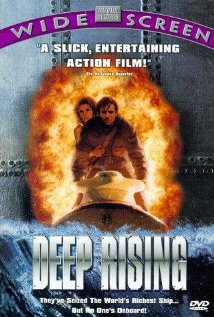 WIDE SCREEN
"A SLICK, ENTERTAINING
ACTION FILM!"
DEEP RISING
They've Seized The World's Richest Ship...
But No One's Onboard!
DVD